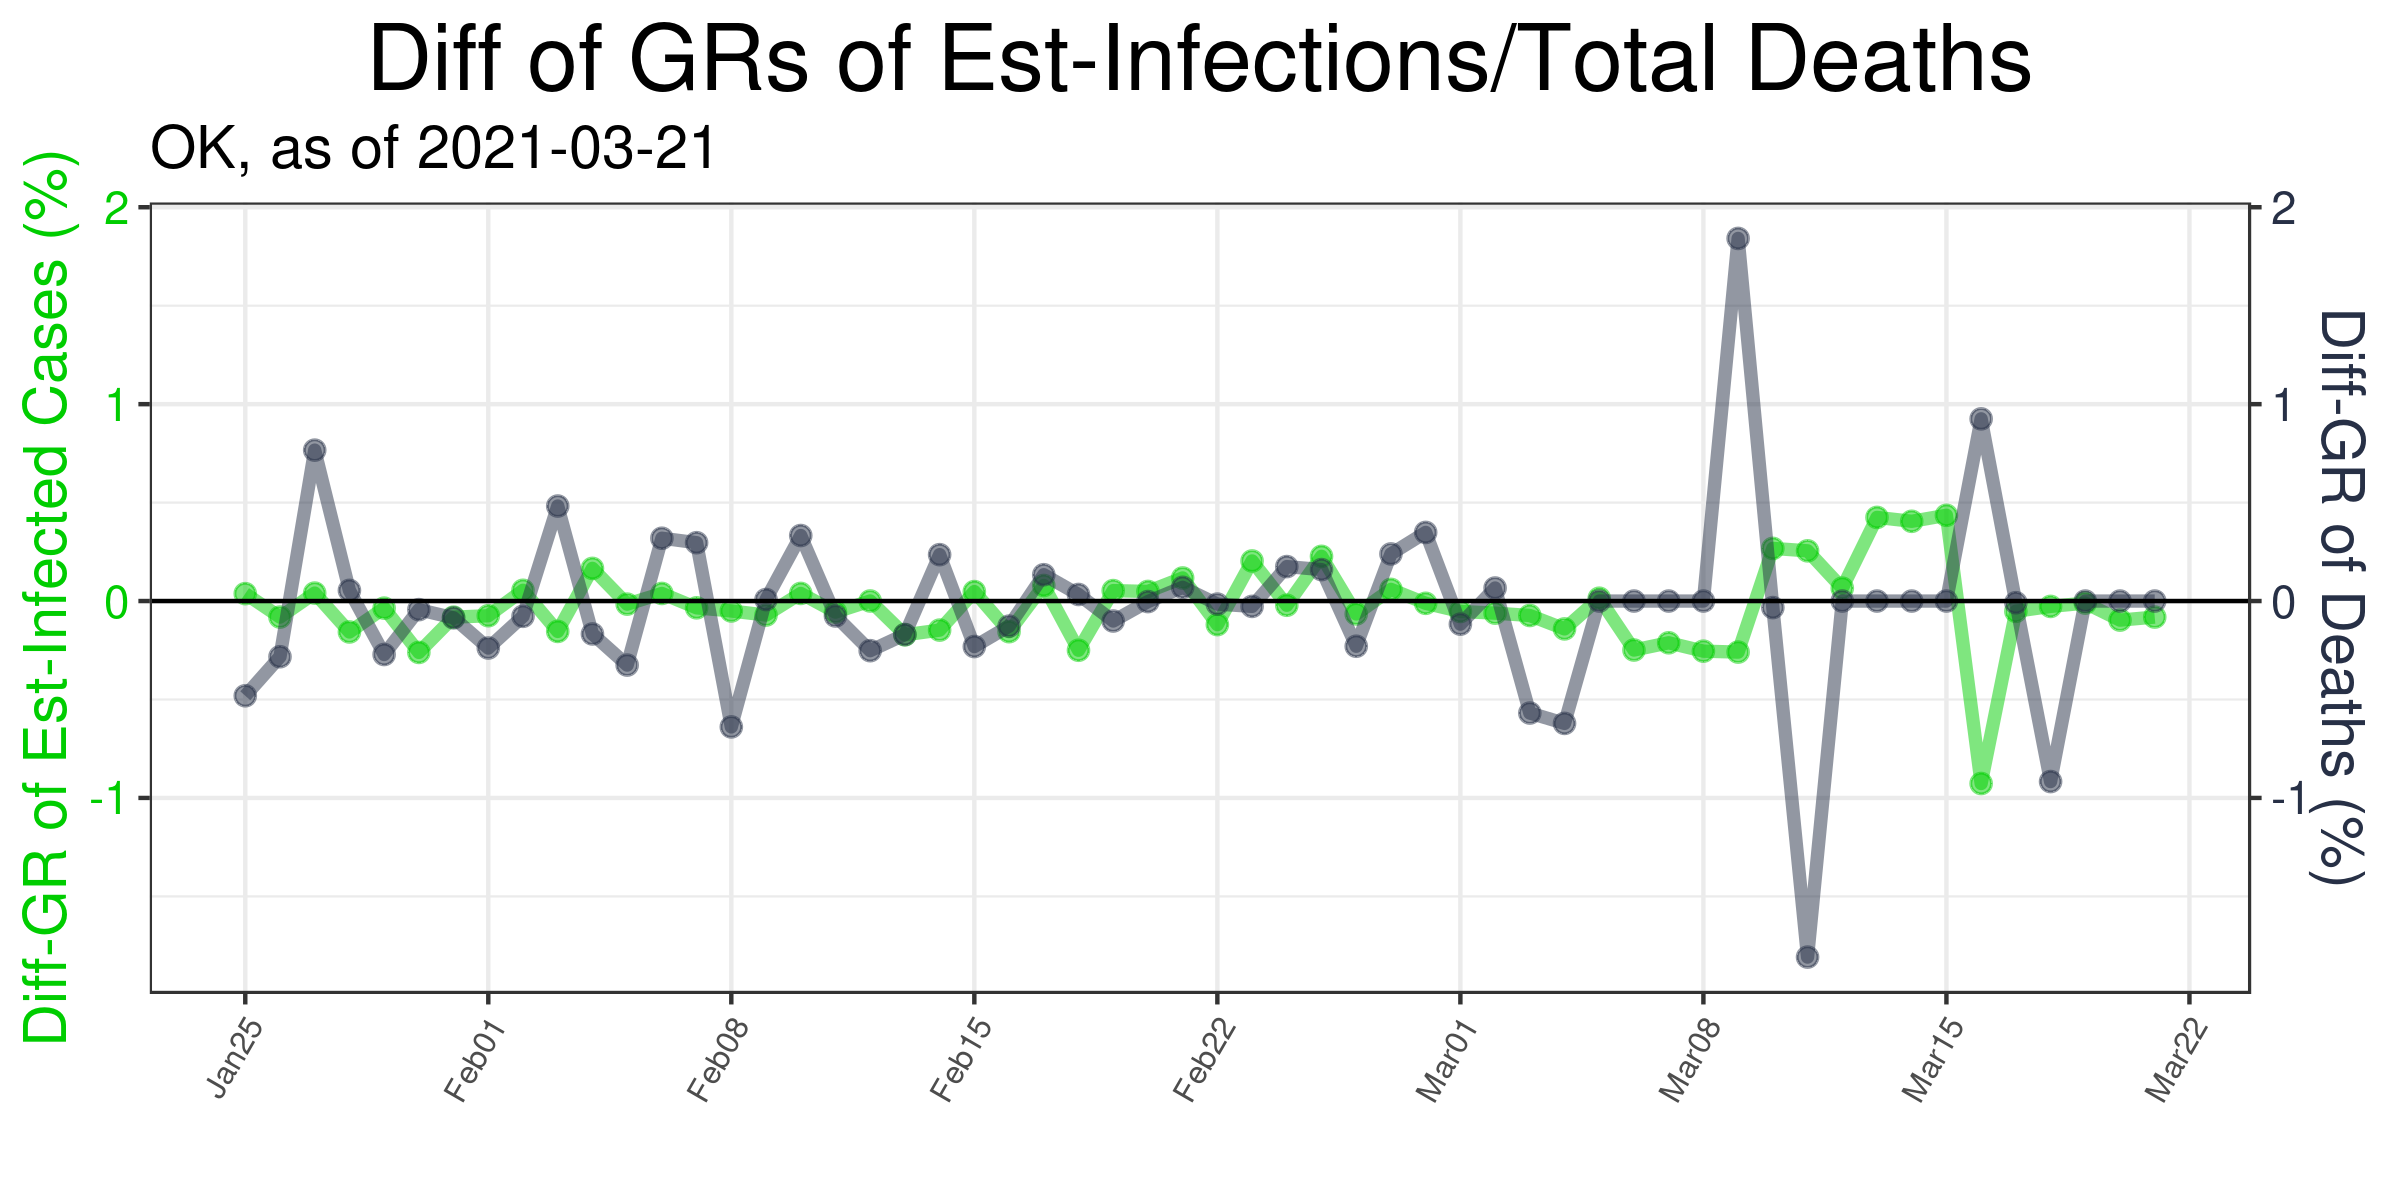 Diff of GRs of Est-Infections/Total Deaths
OK, as of 2021-03-21
Diff-GR of Est-Infected Cases (%)
2
1
0
-1
2
1
0
-1
Diff-GR of Deaths (%)
Jan25
Feb01
Feb08
Feb15
Feb22
Mar01
Mar08
Mar15
Mar22